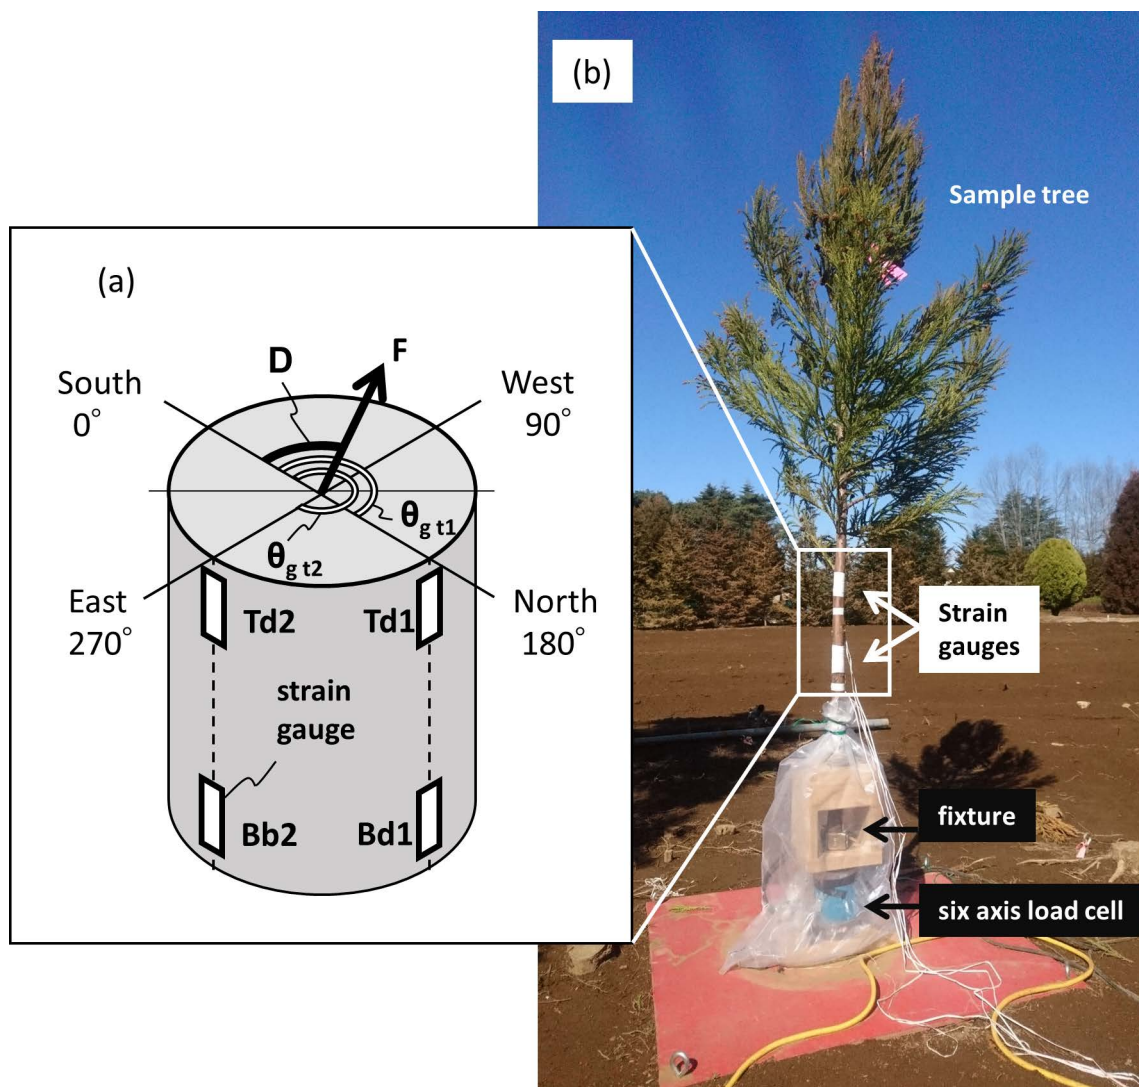 (b)
Sample tree
(a)
D
F
South
0°
West
90°
θg t1
θg t2
East
270°
Td2
Td1
North
180°
strain
gauge
Bb2
Bd1
Strain
gauges
fixture
six axis load cell